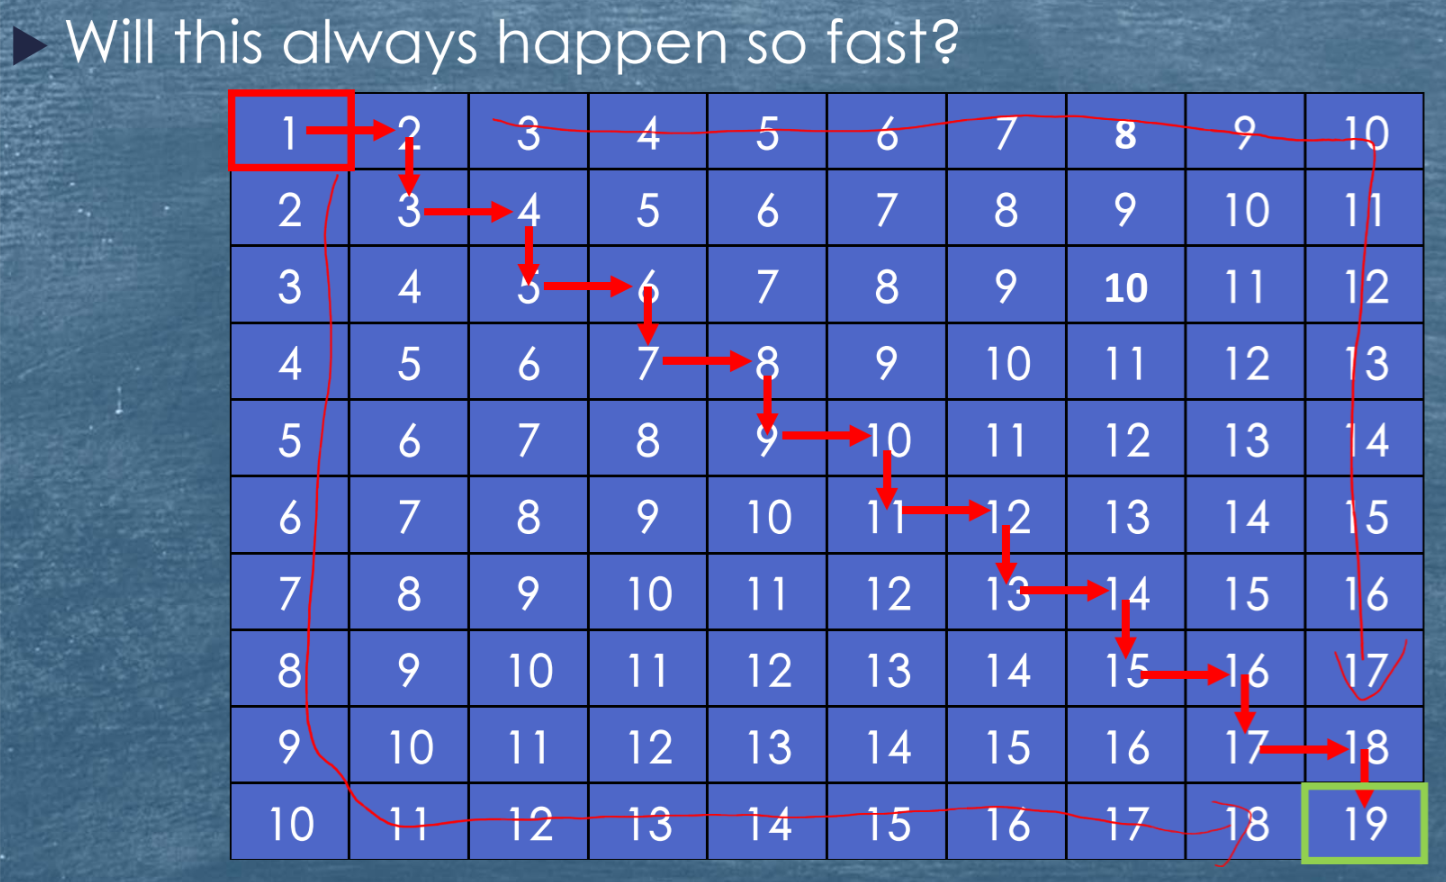 Will this always happen so fast?
1 2 3 4 5 6 7 8 9 10
2 3 4 5 6 7 8 9 10 11
3 4 5 6 7 8 9 10 11 12
4 5 6 7 8 9 10 11 12 13
5 6 7 8 9 10 11 12 13 14
6 7 8 9 10 11 12 13 14 15
7 8 9 10 11 12 13 14 15 16
8 9 10 11 12 13 14 15 16 17
9 10 11 12 13 14 15 16 17 18
10 11 12 13 14 15 16 17 18 19